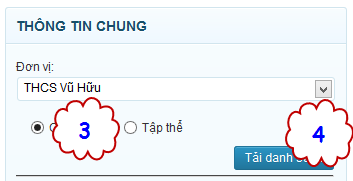 THÔNG TIN CHUNG
Đơn vị:
THCS Vũ Hữu
3 Tập thể
Tải danh 4